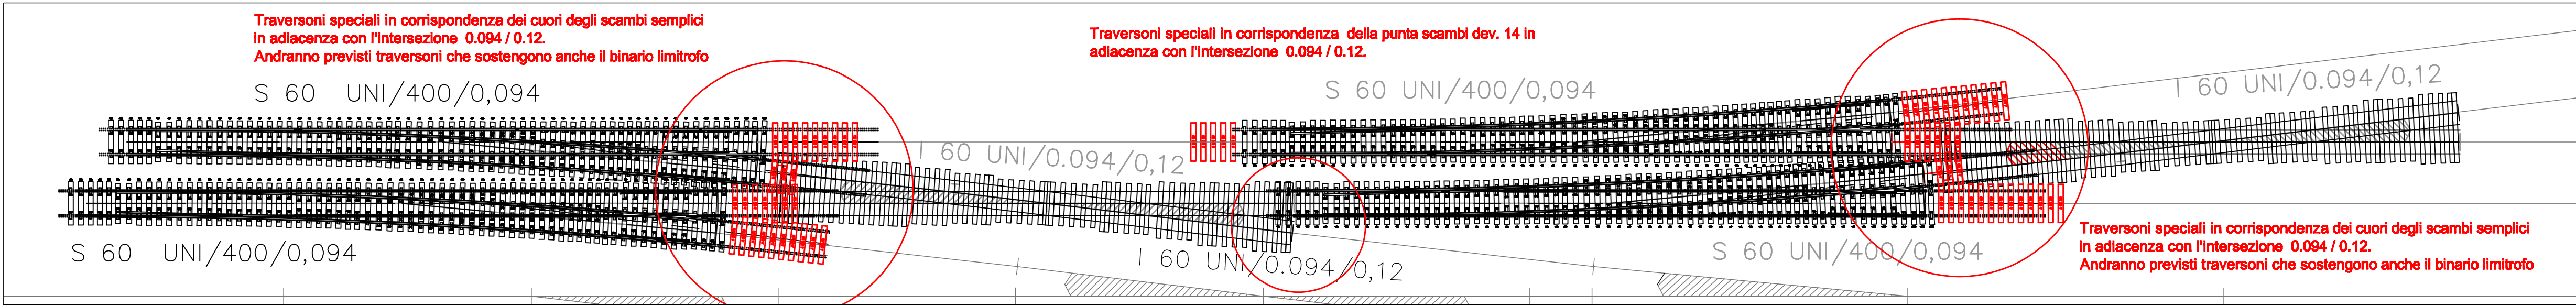 Traversoni speciali in corrispondenza dei cuori degli scambi semplici
in adiacenza con l'intersezione 0.094 / 0.12.
Andranno previsti traversoni che sostengono anche il binario limitrofo
S 60 UNI/400/0,094
S 60 UNI/400/0,094
I 60 UNI/0.094/0,12
I 60 UNI/0.094/0,12
Traversoni speciali in corrispondenza della punta scambi dev. 14 in
adiacenza con l'intersezione 0.094 / 0.12.
S 60 UNI/400/0,094
S 60 UNI/400/0,094
I 60 UNI/0.094/0,12
Traversoni speciali in corrispondenza dei cuori degli scambi semplici
in adiacenza con l'intersezione 0.094 / 0.12.
Andranno previsti traversoni che sostengono anche il binario limitrofo